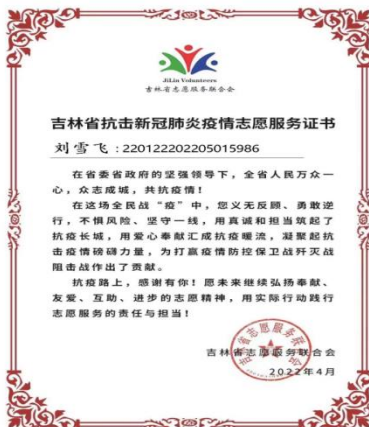 JiLin Volunteers
吉林省志愿服务联合会
吉林省抗击新冠肺炎疫情志愿服务证书
刘雪飞：220122202205015986
在省委省政府的坚强领导下，全省人民万众一
心，众志成城，共抗疫情！
在这场全民战“疫”中，您义无反顾、勇敢逆
行，不惧风险、坚守一线，用真诚和担当筑起了
抗疫长城，用爱心奉献汇成抗疫暖流，凝聚起抗
击疫情磅礴力量，为打赢疫情防控保卫战歼灭战
阻击战作出了贡献。
抗疫路上，感谢有你！愿未来继续弘扬奉献、
友爱、互助、进步的志愿精神，用实际行动践行
志愿服务的责任与担当！
吉林省志愿服务联合会
2022年4月
吉林省志愿服务联合会